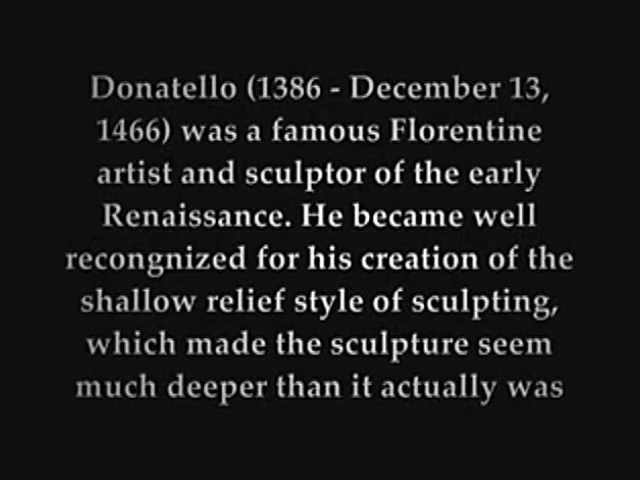 Donatello (1386 - December 13,
1466) was a famous Florentine
artist and sculptor of the early
Renaissance. He became well
recongnized for his creation of the
shallow relief style of sculpting,
which made the sculpture seem
much deeper than it actually was